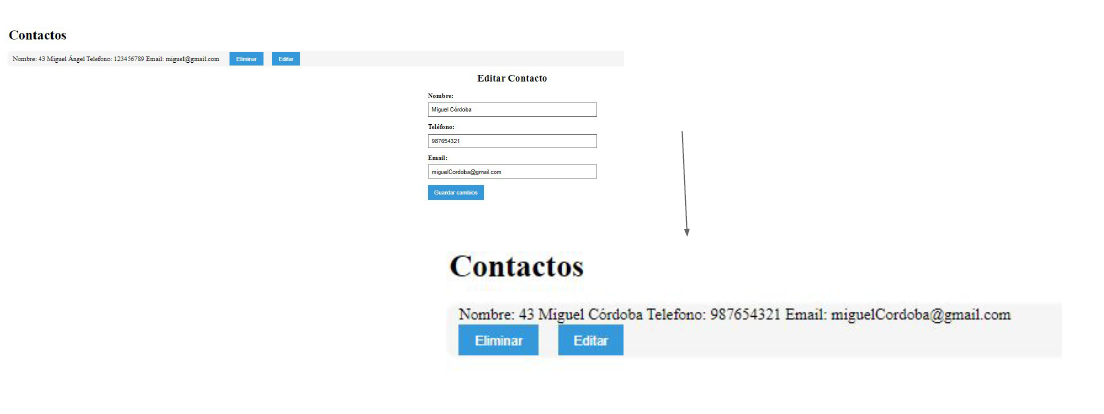 Contactos
Nombre: 43 Miguel Ángel Telefono: 123456789 Email: miguel@gmail.com Eliminar Editar
Editar Contacto
Nombre:
Miguel Córdoba
Teléfono:
987654321
Email:
miguelCordoba@gmail.com
Guardar cambios
Contactos
Nombre: 43 Miguel Córdoba Telefono: 987654321 Email: miguelCordoba@gmail.com
Eliminar Editar